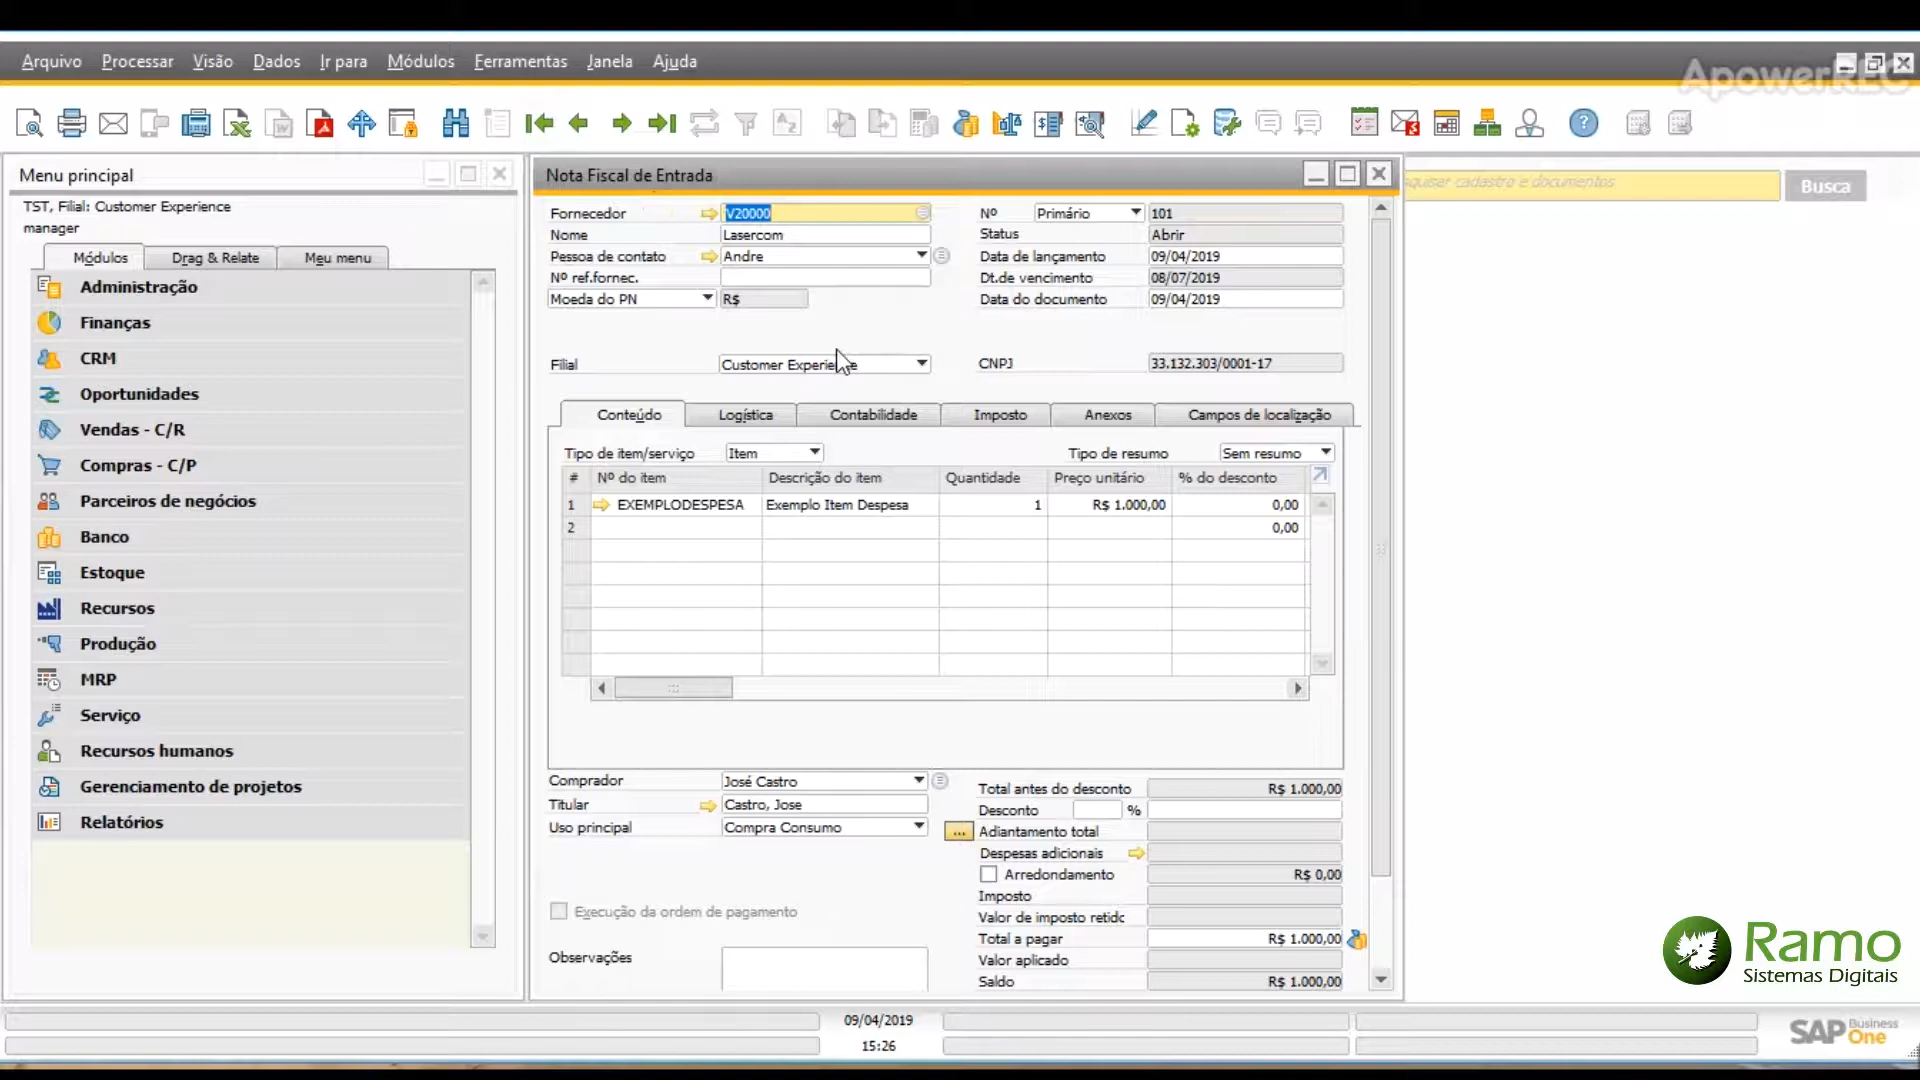 Arquivo Processar Visão Dados Ir para Módulos Ferramentas Janela Ajuda
ApowerREC
Menu principal
TST, Filial: Customer Experience
manager
Módulos Drag & Relate Meu menu
Administração
Finanças
CRM
Oportunidades
Vendas - C/R
Compras - C/P
Parceiros de negócios
Banco
Estoque
Recursos
Produção
MRP
Serviço
Recursos humanos
Gerenciamento de projetos
Relatórios
Nota Fiscal de Entrada
quisar cadastro e documentos Busca
Fornecedor V20000
Nome Lasercom
Pessoa de contato Andre
Nº ref.fornec.
Moeda do PN R$
Filial Customer Experience
Nº Primário 101
Status Abrir
Data de lançamento 09/04/2019
Dt.de vencimento 08/07/2019
Data do documento 09/04/2019
CNPJ 33.132.303/0001-17
Conteúdo Logística Contabilidade Imposto Anexos Campos de localização
Tipo de item/serviço Item Tipo de resumo Sem resumo
# Nº do item Descrição do item Quantidade Preço unitário % do desconto
1 EXEMPLODESPESA Exemplo Item Despesa 1 R$ 1.000,00 0,00
2 0,00
Comprador José Castro
Titular Castro, Jose
Uso principal Compra Consumo
Execução da ordem de pagamento
Observações
Total antes do desconto R$ 1.000,00
Desconto %
... Adiantamento total
Despesas adicionais
Arredondamento R$ 0,00
Imposto
Valor de imposto retidc
Total a pagar R$ 1.000,00
Valor aplicado
Saldo R$ 1.000,00
Ramo
Sistemas Digitais
09/04/2019
15:26
SAP Business One